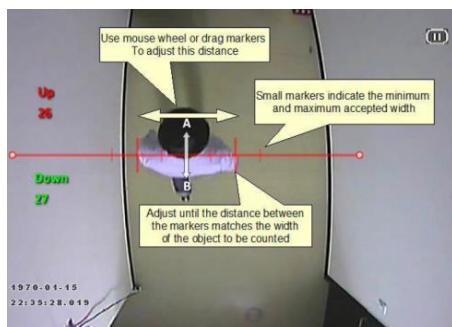 Use mouse wheel or drag markers
To adjust this distance
Up
26
Small markers indicate the minimum
and maximum accepted width
A
B
Down
27
Adjust until the distance between
the markers matches the width
of the object to be counted
1970-01-15
22:39:28.019